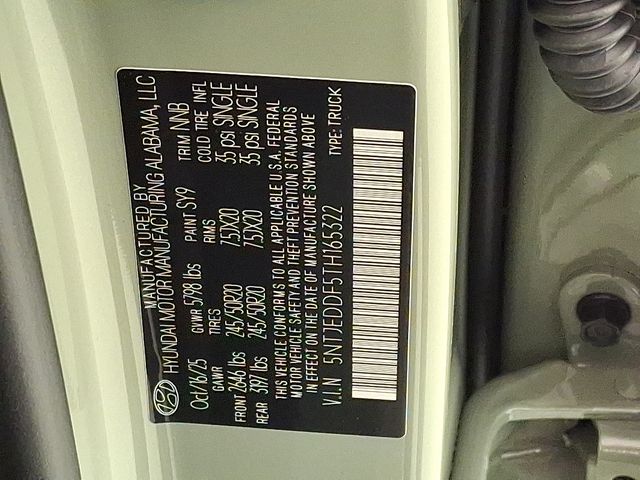 MANUFACTURED BY
HYUNDAI MOTOR MANUFACTURING ALABAMA, LLC
Oct/16/25 GVWR 5798 lbs PAINT SY9 TRIM NNB
GAWR TIRES RIMS COLD TIRE INFL
FRONT 2646 lbs 245/50R20 7.5JX20 35 psi SINGLE
REAR 3197 lbs 245/50R20 7.5JX20 35 psi SINGLE
THIS VEHICLE CONFORMS TO ALL APPLICABLE U.S.A. FEDERAL
MOTOR VEHICLE SAFETY AND THEFT PREVENTION STANDARDS
IN EFFECT ON THE DATE OF MANUFACTURE SHOWN ABOVE
V.I.N 5NT7EDDF5TH165322 TYPE: TRUCK